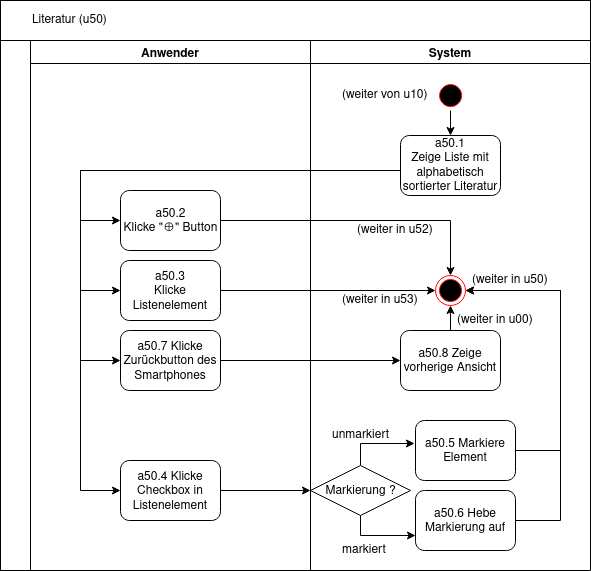 Literatur (u50)
Anwender
System
(weiter von u10)
a50.1
Zeige Liste mit
alphabetisch
sortierter Literatur
a50.2
Klicke "⊕" Button
(weiter in u52)
a50.3
Klicke
Listenelement
(weiter in u53)
(weiter in u50)
(weiter in u00)
a50.7 Klicke
Zurückbutton des
Smartphones
a50.8 Zeige
vorherige Ansicht
a50.4 Klicke
Checkbox in
Listenelement
Markierung ?
unmarkiert
a50.5 Markiere
Element
markiert
a50.6 Hebe
Markierung auf